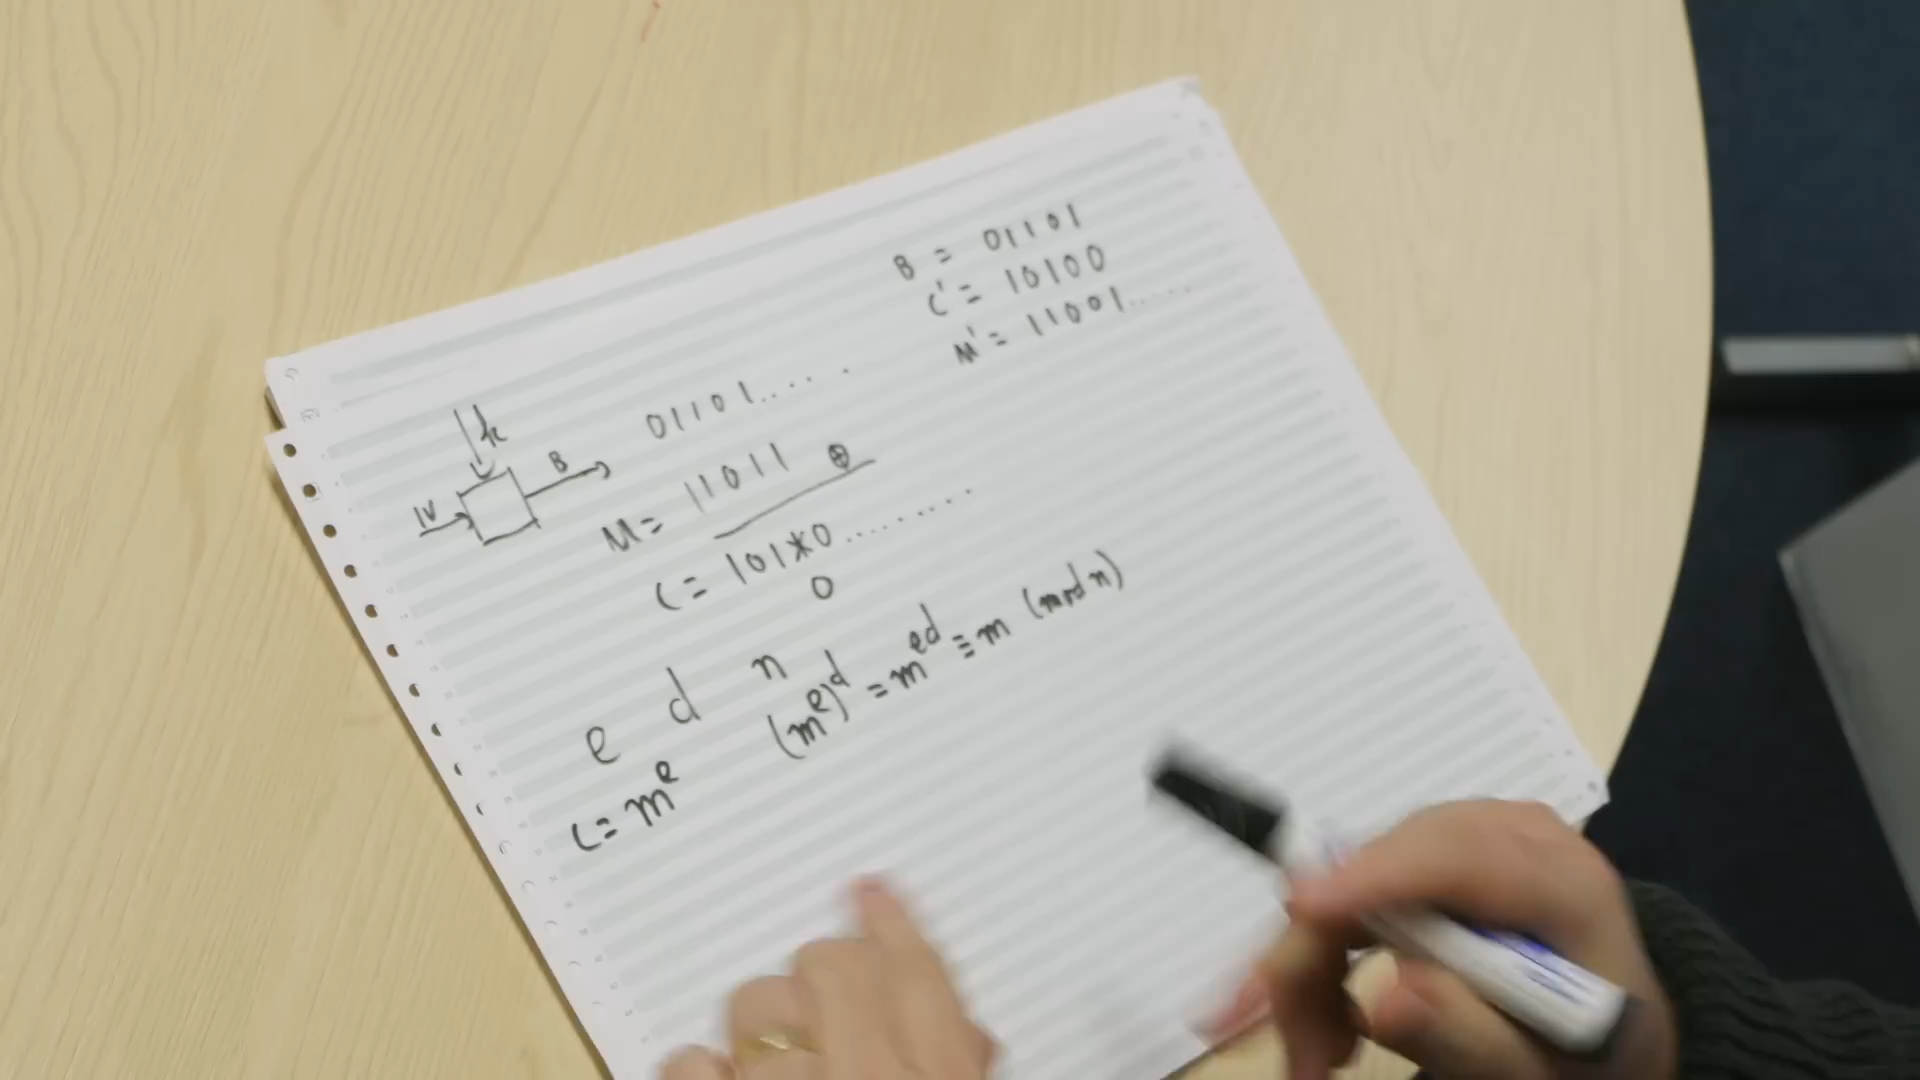 B = 01101
C' = 10100
M' = 11001.....
k
IV
B
01101.....
M = 11011 ⊕
C = 101*0.........
0
e d n
(m^e)^d = m^ed ≡ m (mod n)
C = m^e